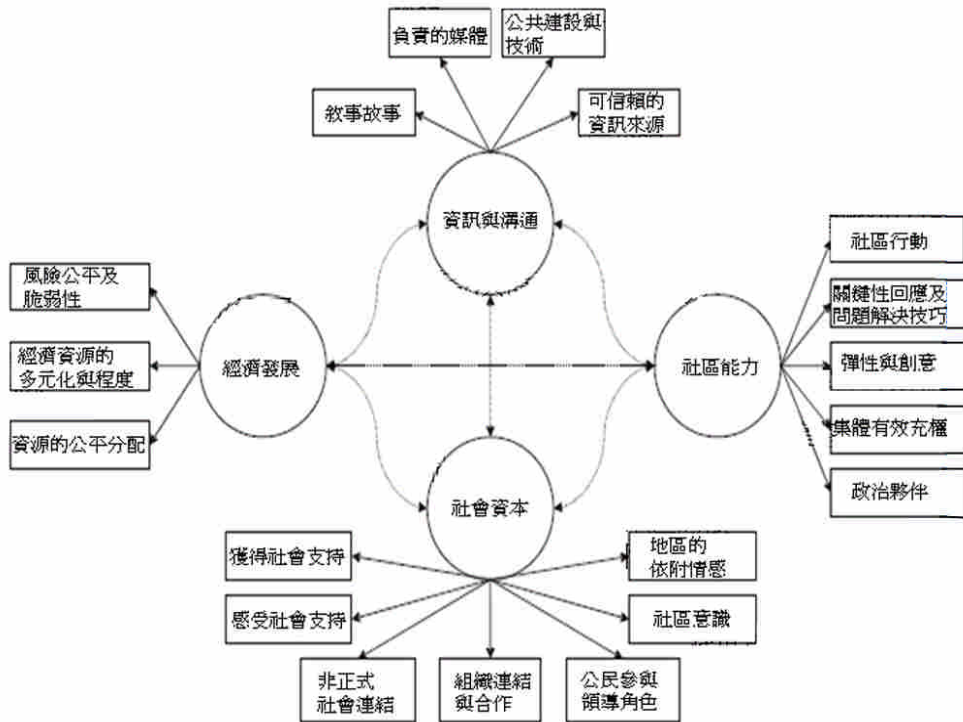 負責的媒體
公共建設與
技術
敘事故事
可信賴的
資訊來源
資訊與溝通
社區行動
風險公平及
脆弱性
關鍵性回應及
問題解決技巧
經濟資源的
多元化與程度
經濟發展
社區能力
彈性與創意
資源的公平分配
集體有效充權
政治夥伴
社會資本
獲得社會支持
地區的
依附情感
感受社會支持
社區意識
非正式
社會連結
組織連結
與合作
公民參與
領導角色